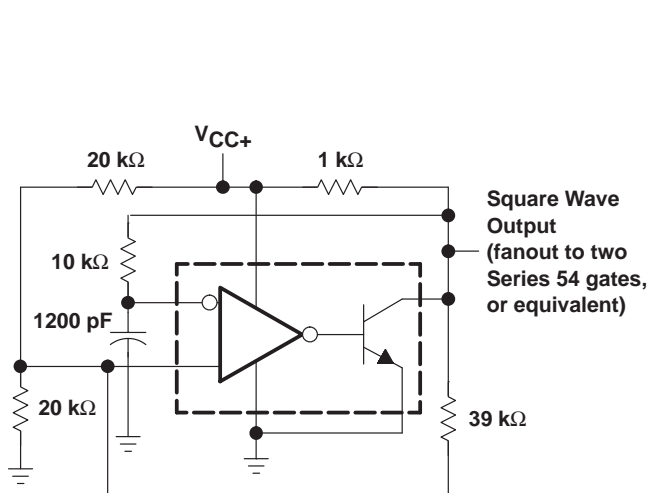 VCC+
20 kΩ
1 kΩ
Square Wave
Output
(fanout to two
Series 54 gates,
or equivalent)
10 kΩ
1200 pF
20 kΩ
39 kΩ